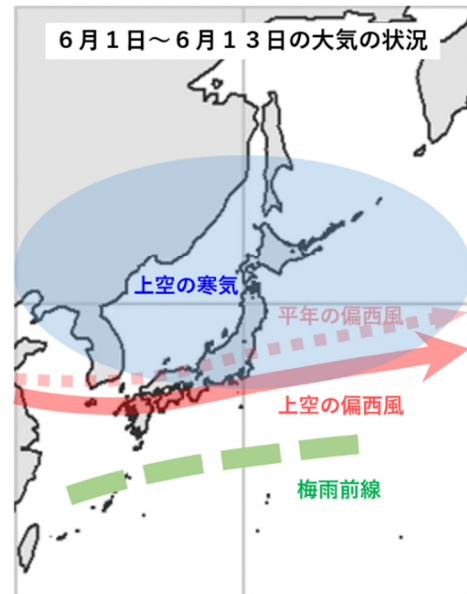 ６月１日～６月１３日の大気の状況
上空の寒気
平年の偏西風
上空の偏西風
梅雨前線